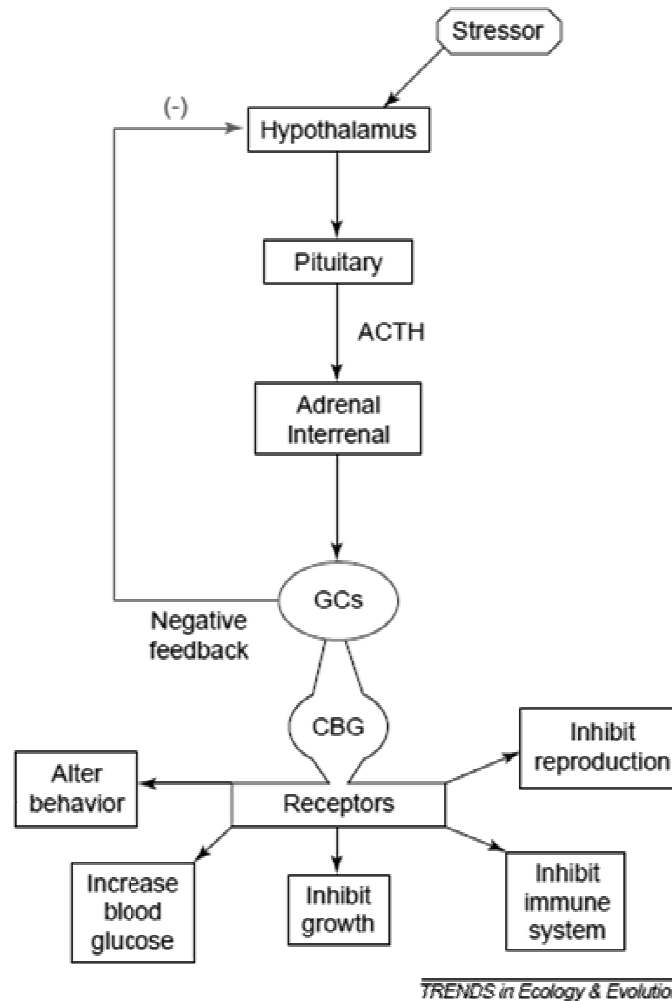 Stressor
(-)
Hypothalamus
Pituitary
ACTH
Adrenal
Interrenal
GCs
Negative
feedback
CBG
Inhibit
reproduction
Alter
behavior
Receptors
Increase
blood
glucose
Inhibit
growth
Inhibit
immune
system
TRENDS in Ecology & Evolution